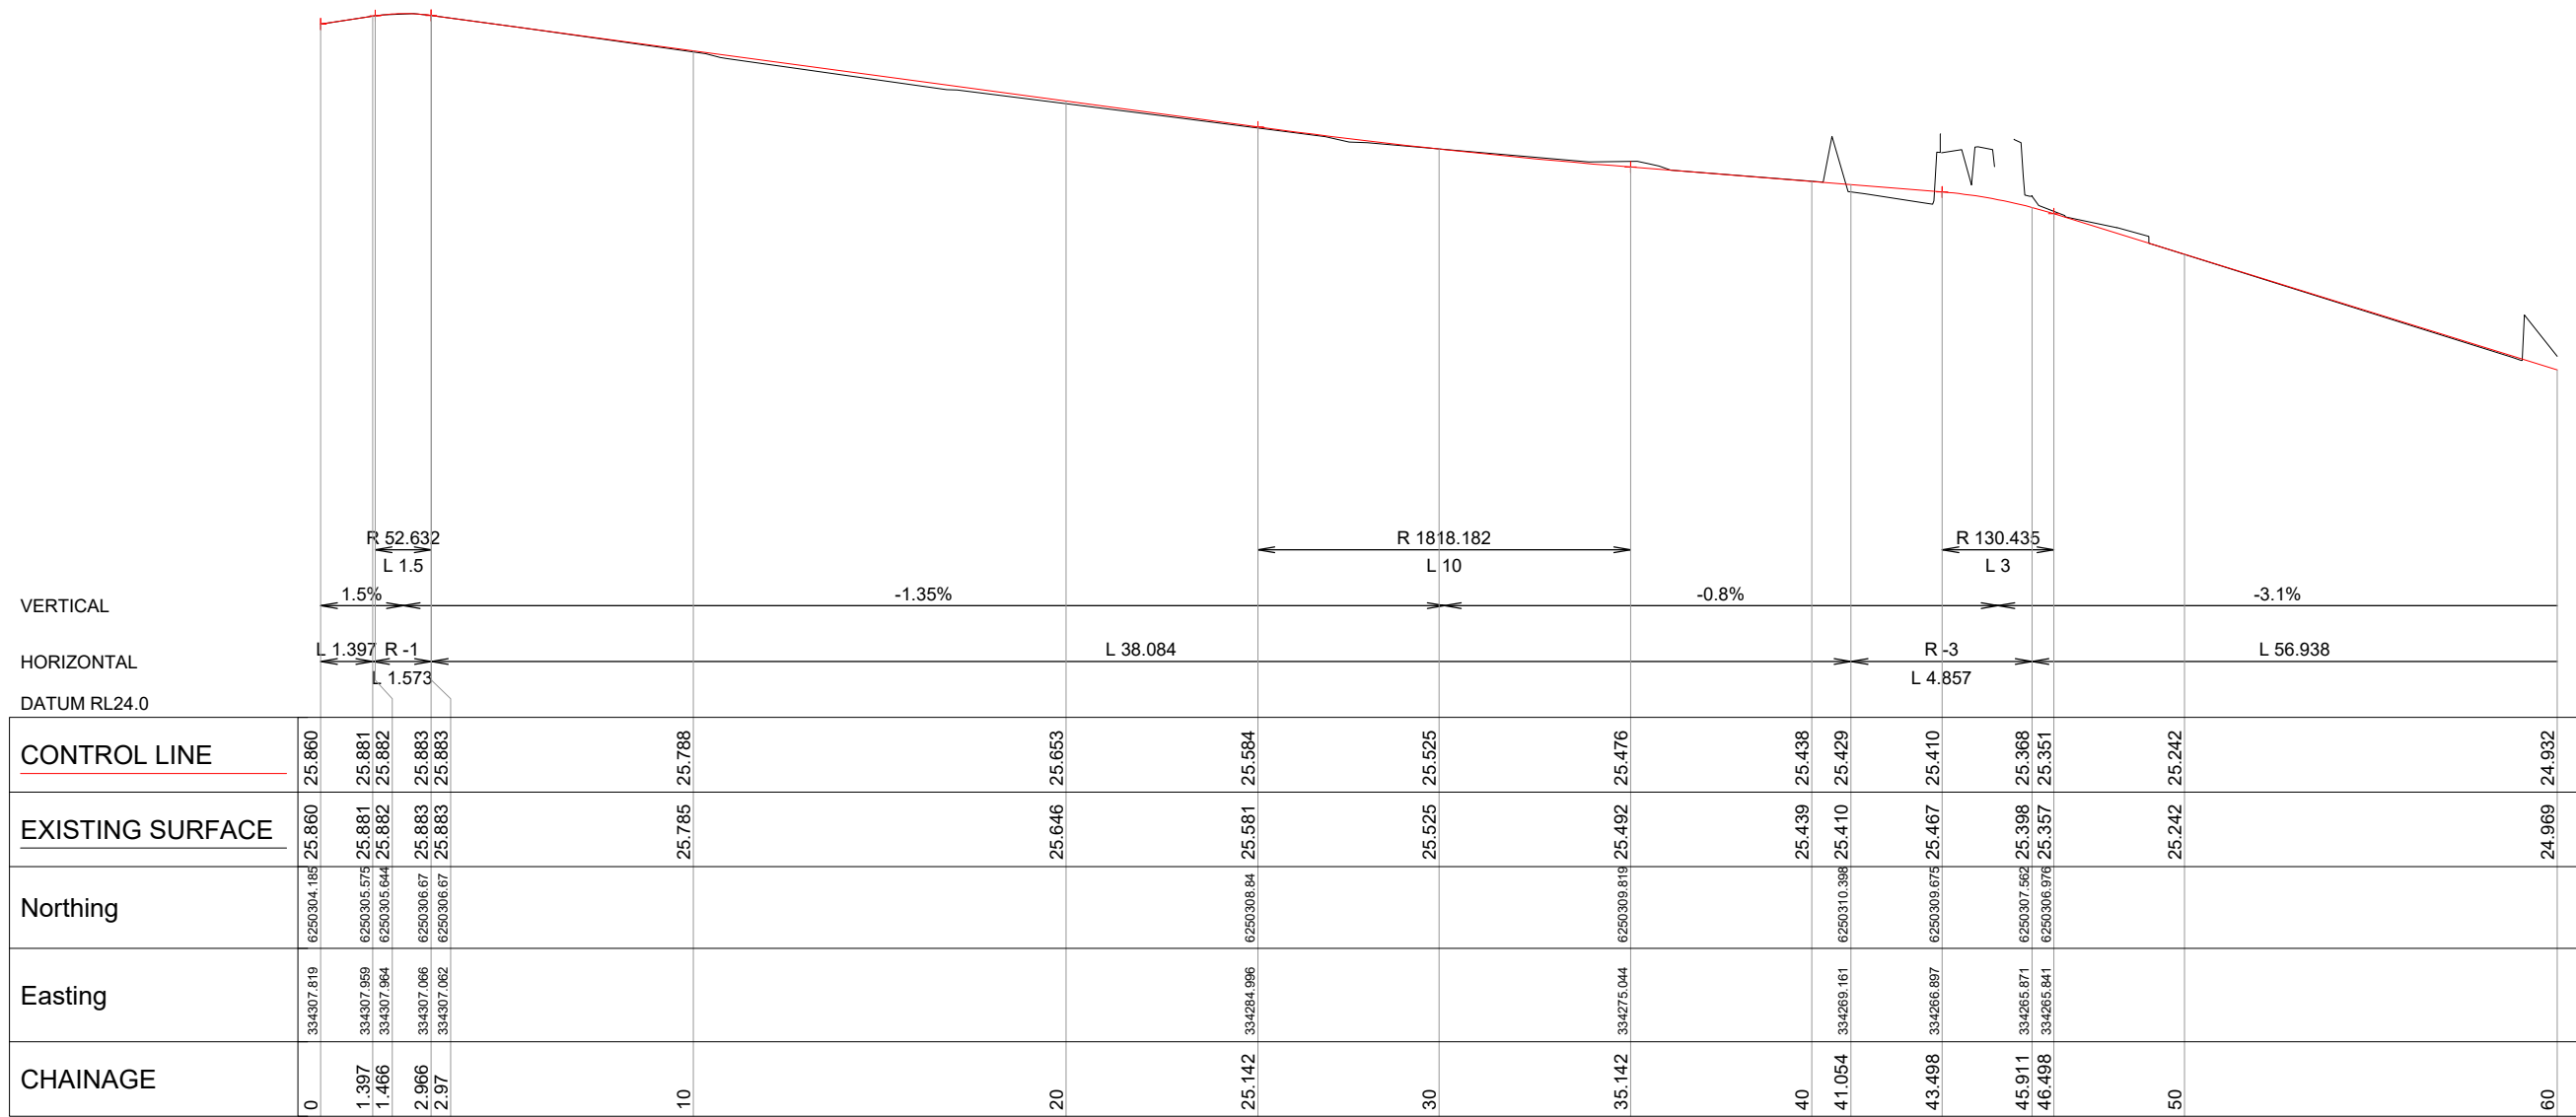 R 52.632 R 1818.182 R 130.435
L 1.5 L 10 L 3
VERTICAL 1.5% -1.35% -0.8% -3.1%
HORIZONTAL L 1.397 R -1 L 38.084 R -3 L 56.938
L 1.573 L 4.857
DATUM RL24.0
CONTROL LINE 25.860 25.881 25.882 25.883 25.883 25.788 25.653 25.584 25.525 25.476 25.438 25.429 25.410 25.368 25.351 25.242 24.932
EXISTING SURFACE 25.860 25.881 25.882 25.883 25.883 25.785 25.646 25.581 25.525 25.492 25.439 25.410 25.467 25.398 25.357 25.242 24.969
Northing 6250304.185 6250305.575 6250305.644 6250306.67 6250306.67 6250308.84 6250309.819 6250310.398 6250309.675 6250307.562 6250306.976
Easting 334307.819 334307.959 334307.964 334307.066 334307.062 334284.996 334275.044 334269.161 334266.897 334265.871 334265.841
CHAINAGE 0 1.397 1.466 2.966 2.97 10 20 25.142 30 35.142 40 41.054 43.498 45.911 46.498 50 60